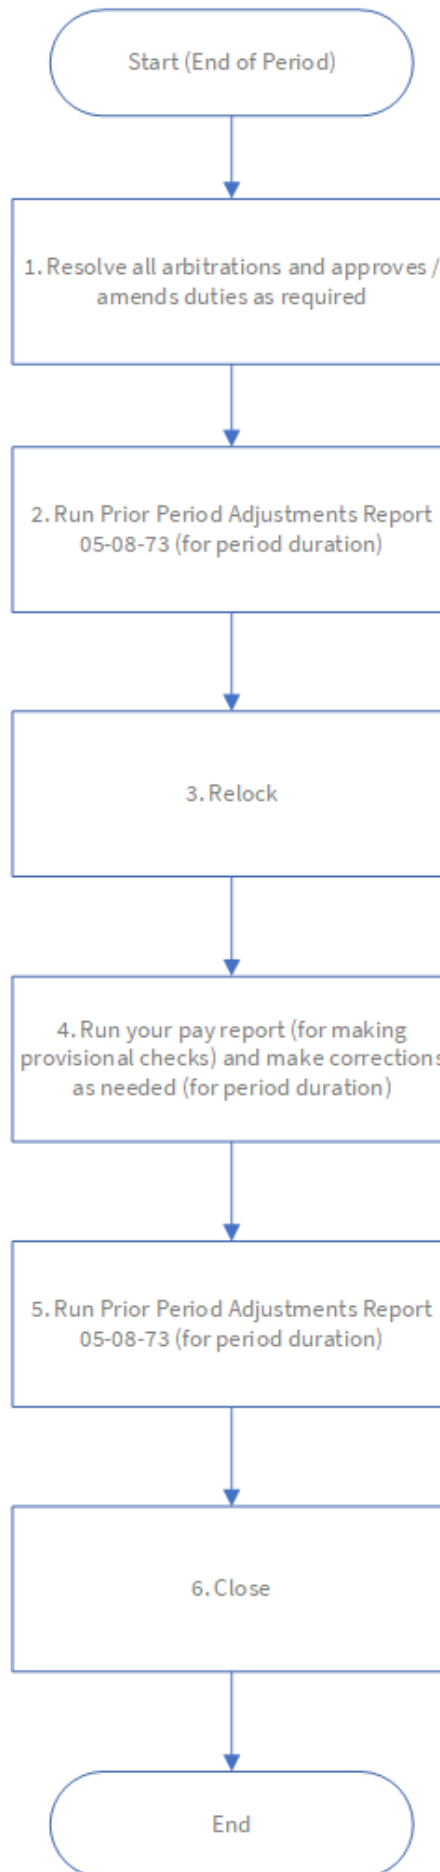 Start (End of Period)
1. Resolve all arbitrations and approves /
amends duties as required
2. Run Prior Period Adjustments Report
05-08-73 (for period duration)
3. Relock
4. Run your pay report (for making
provisional checks) and make corrections
as needed (for period duration)
5. Run Prior Period Adjustments Report
05-08-73 (for period duration)
6. Close
End